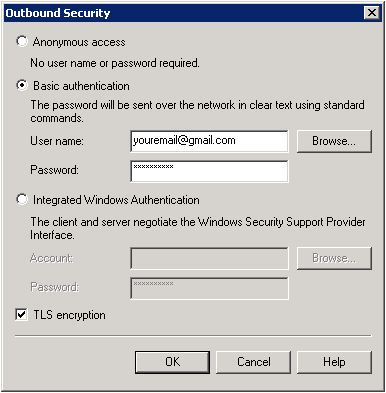 Outbound Security
Anonymous access
No user name or password required.
Basic authentication
The password will be sent over the network in clear text using standard
commands.
User name: youremail@gmail.com Browse...
Password: **********
Integrated Windows Authentication
The client and server negotiate the Windows Security Support Provider
Interface.
Account: Browse...
Password: **********
TLS encryption
OK Cancel Help